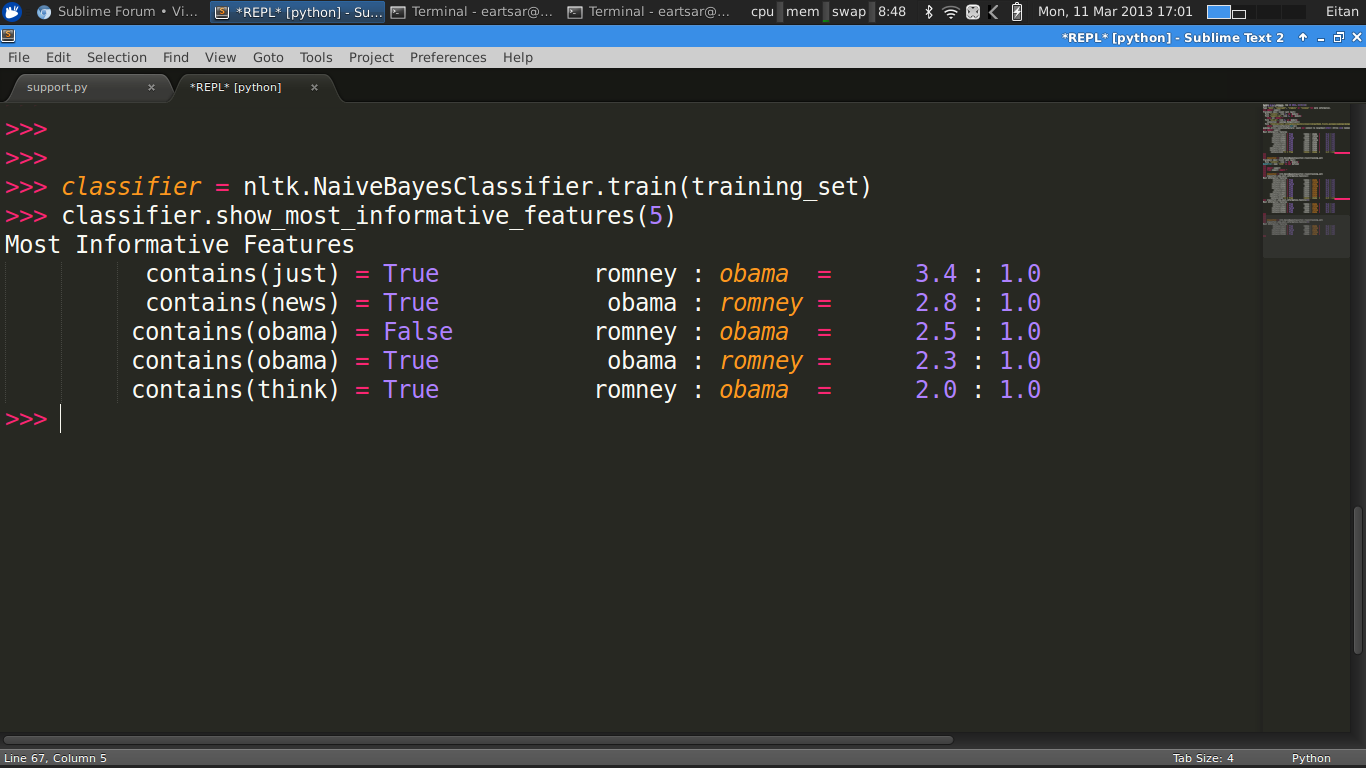 Sublime Forum • Vi...
*REPL* [python] - Su...
Terminal - eartsar@...
Terminal - eartsar@...
cpu mem swap 8:48
Mon, 11 Mar 2013 17:01
Eitan
*REPL* [python] - Sublime Text 2
File Edit Selection Find View Goto Tools Project Preferences Help
support.py × *REPL* [python] ×
>>>
>>>
>>> classifier = nltk.NaiveBayesClassifier.train(training_set)
>>> classifier.show_most_informative_features(5)
Most Informative Features
contains(just) = True romney : obama = 3.4 : 1.0
contains(news) = True obama : romney = 2.8 : 1.0
contains(obama) = False romney : obama = 2.5 : 1.0
contains(obama) = True obama : romney = 2.3 : 1.0
contains(think) = True romney : obama = 2.0 : 1.0
>>>
Line 67, Column 5 Tab Size: 4 Python